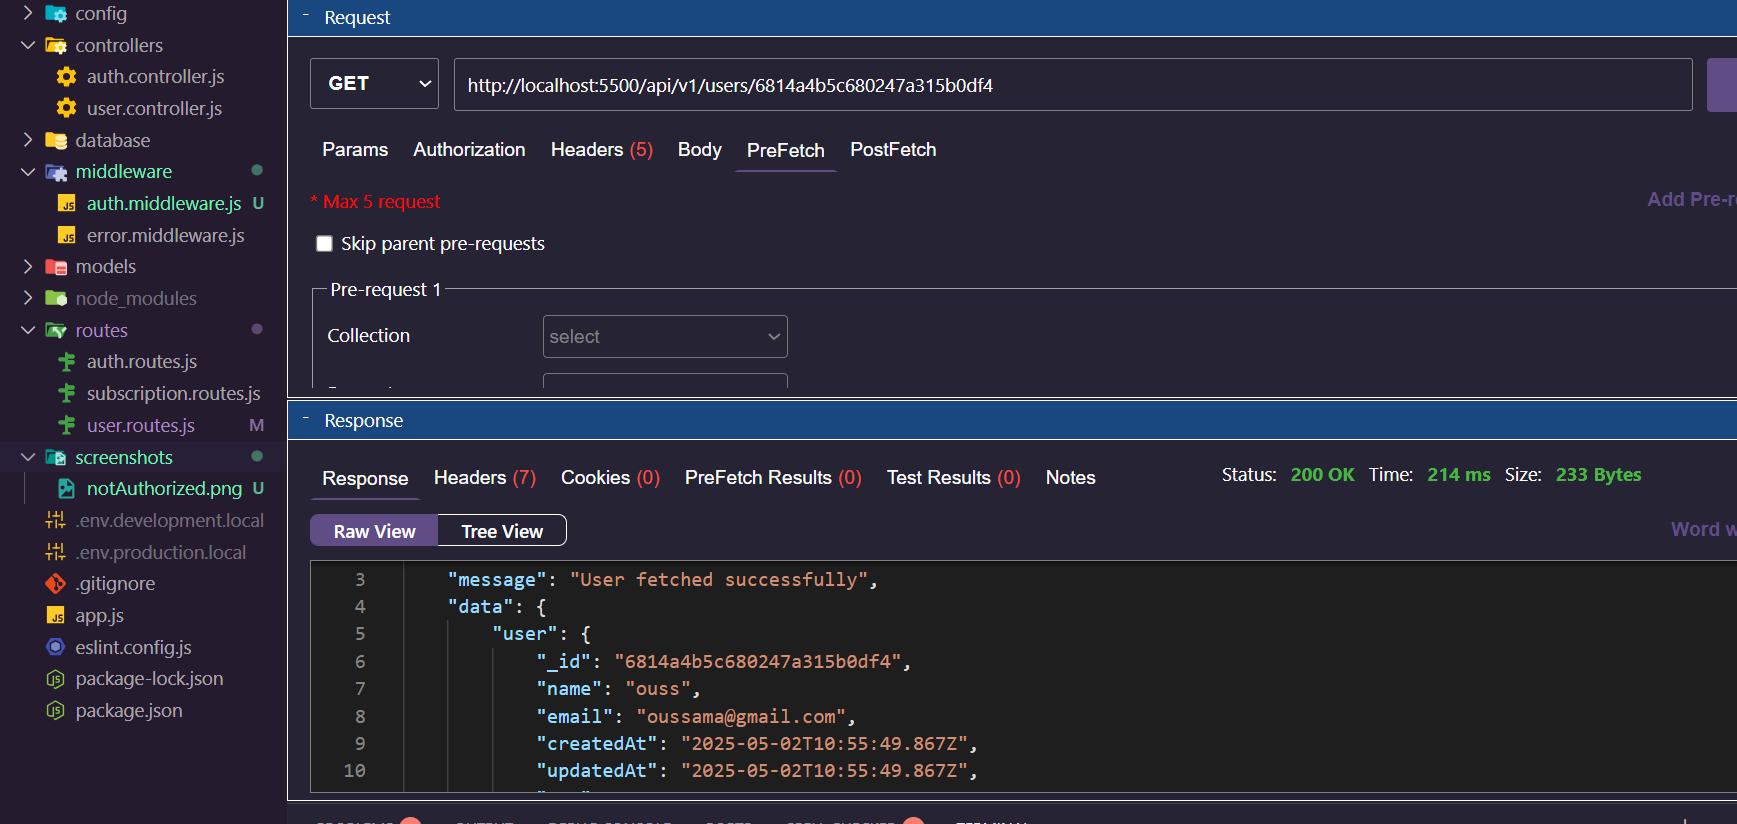 config
controllers
auth.controller.js
user.controller.js
database
middleware
auth.middleware.js U
error.middleware.js
models
node_modules
routes
auth.routes.js
subscription.routes.js
user.routes.js M
screenshots
notAuthorized.png U
.env.development.local
.env.production.local
.gitignore
app.js
eslint.config.js
package-lock.json
package.json
- Request
GET http://localhost:5500/api/v1/users/6814a4b5c680247a315b0df4
Params Authorization Headers (5) Body PreFetch PostFetch
* Max 5 request
Add Pre-r
Skip parent pre-requests
Pre-request 1
Collection select
- Response
Response Headers (7) Cookies (0) PreFetch Results (0) Test Results (0) Notes Status: 200 OK Time: 214 ms Size: 233 Bytes
Raw View Tree View
Word w
3 "message": "User fetched successfully",
4 "data": {
5 "user": {
6 "_id": "6814a4b5c680247a315b0df4",
7 "name": "ouss",
8 "email": "oussama@gmail.com",
9 "createdAt": "2025-05-02T10:55:49.867Z",
10 "updatedAt": "2025-05-02T10:55:49.867Z",